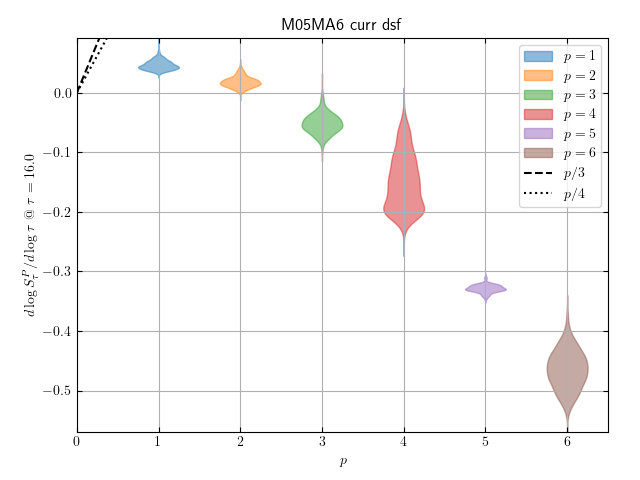 M05MA6 curr dsf
d log S_τ^P / d log τ @ τ = 16.0
0.0
−0.1
−0.2
−0.3
−0.4
−0.5
0 1 2 3 4 5 6
p
p = 1
p = 2
p = 3
p = 4
p = 5
p = 6
p/3
p/4